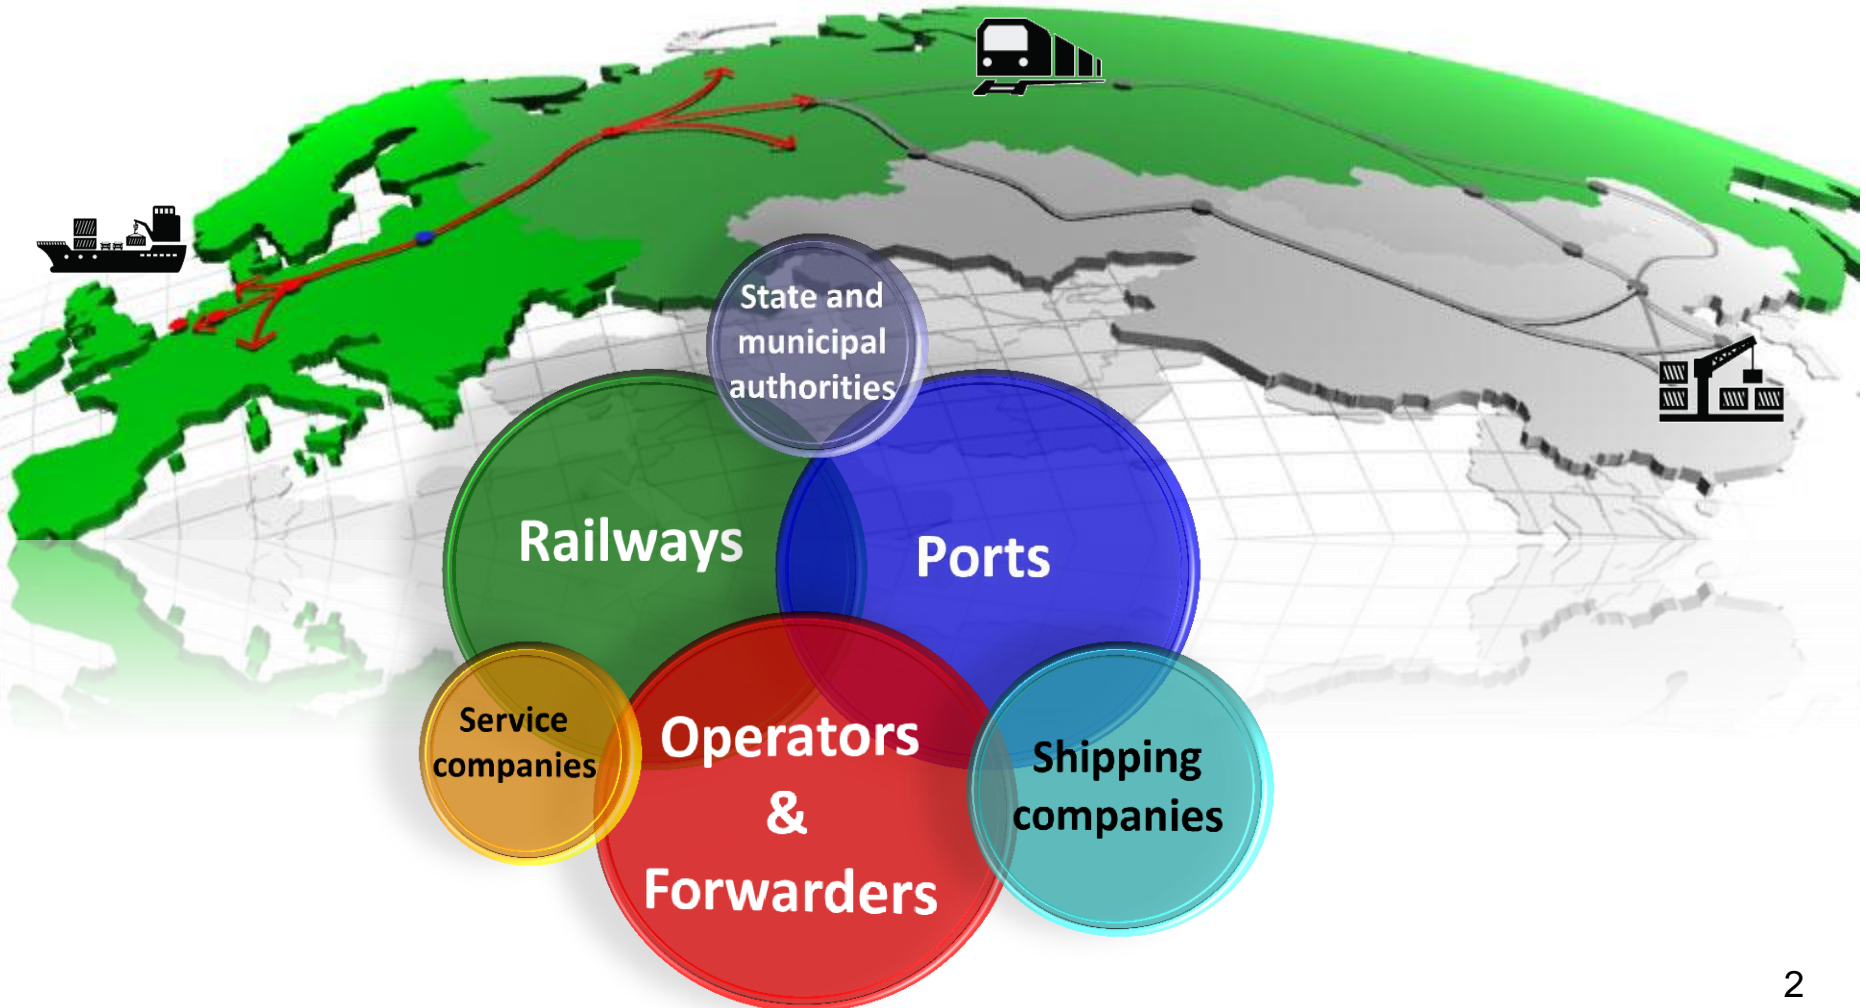 State and
municipal
authorities
Railways
Ports
Service
companies
Operators
&
Forwarders
Shipping
companies
2